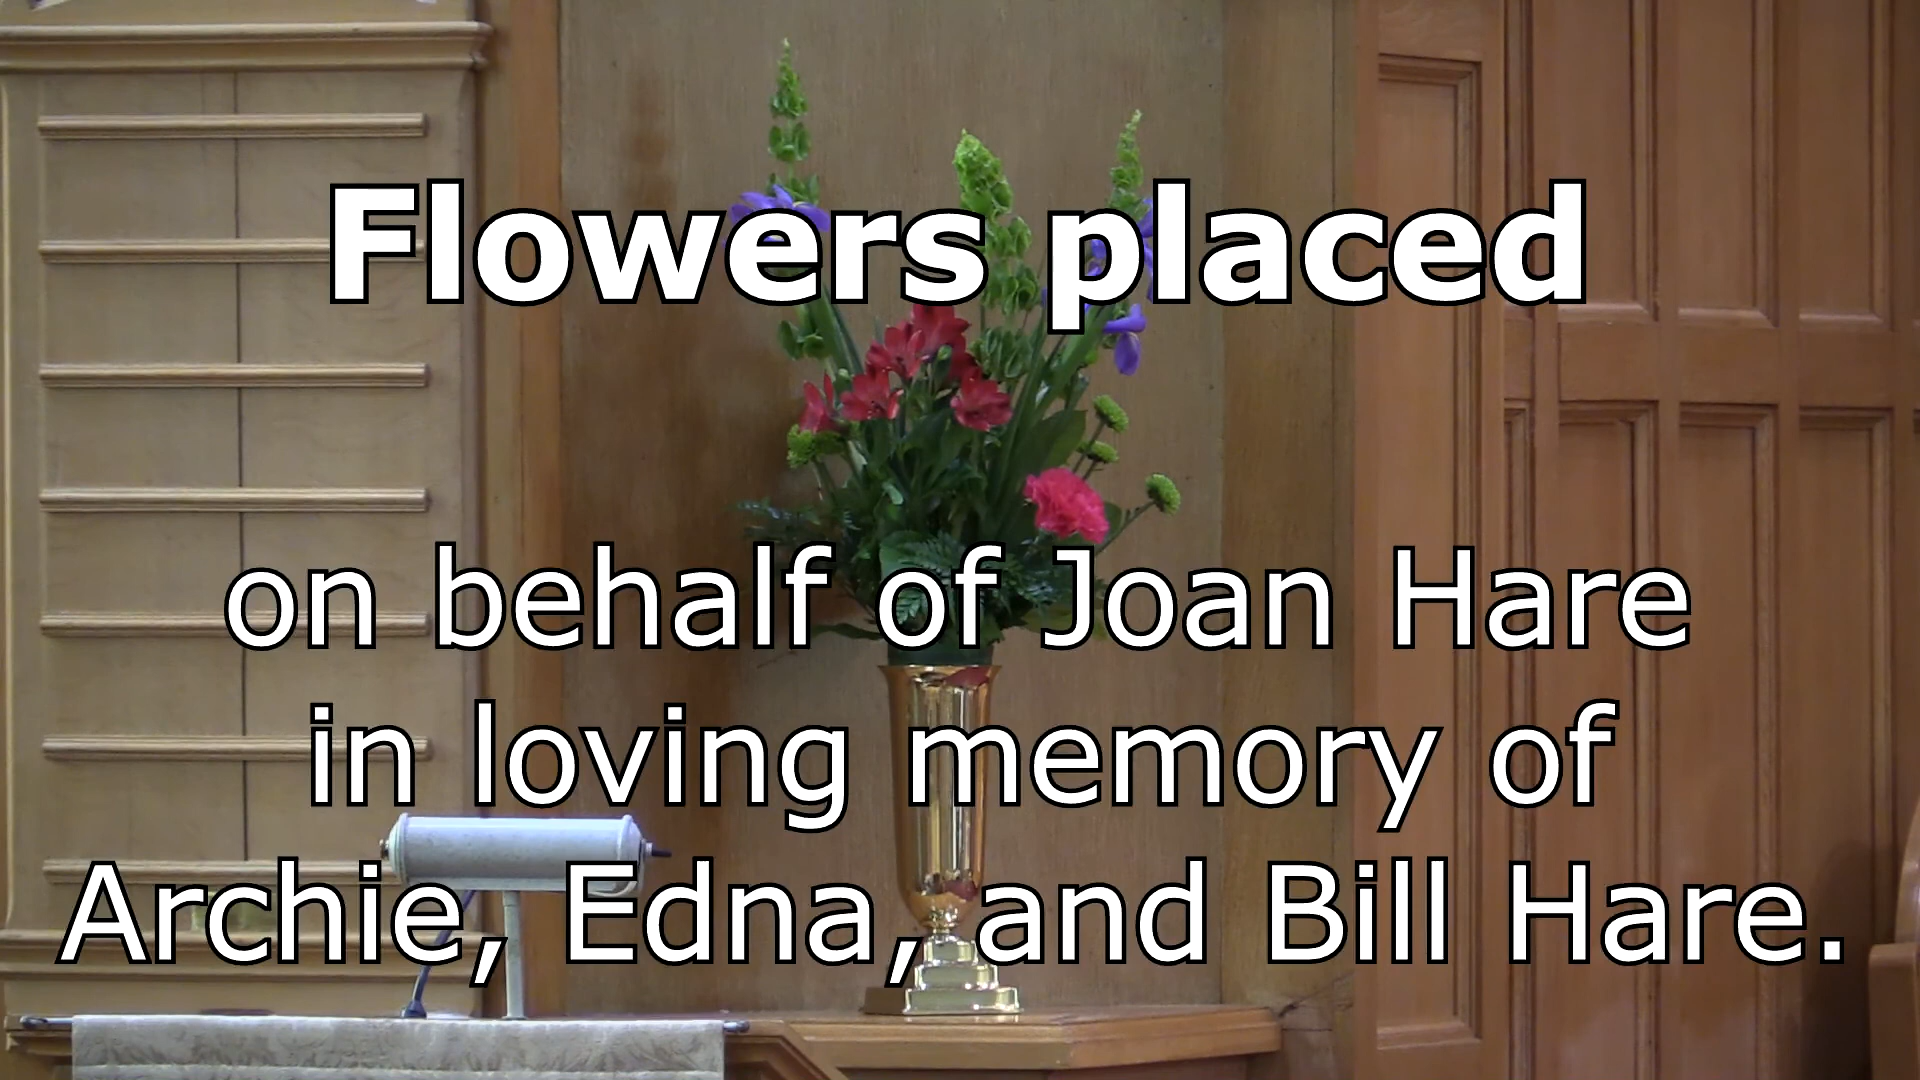 Flowers placed
on behalf of Joan Hare
in loving memory of
Archie, Edna, and Bill Hare.